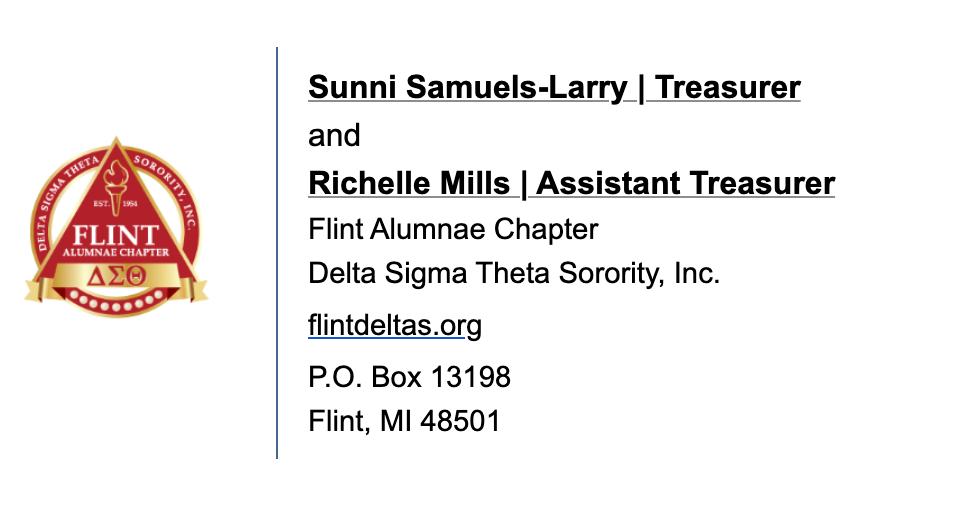 DELTA SIGMA THETA SORORITY, INC.
EST. 1954
FLINT
ALUMNAE CHAPTER
ΔΣΘ
Sunni Samuels-Larry | Treasurer
and
Richelle Mills | Assistant Treasurer
Flint Alumnae Chapter
Delta Sigma Theta Sorority, Inc.
flintdeltas.org
P.O. Box 13198
Flint, MI 48501